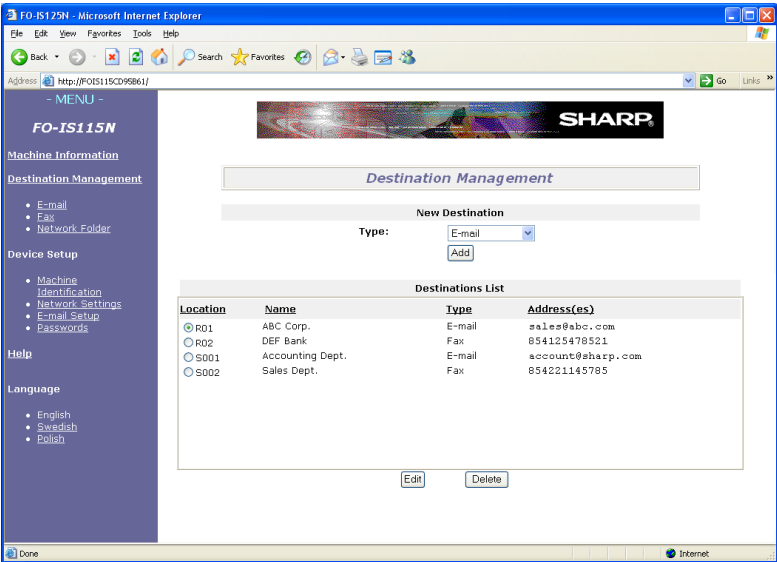 FO-IS125N - Microsoft Internet Explorer
File Edit View Favorites Tools Help
Back Search Favorites
Address http://FOIS115CD95B61/ Go Links »
- MENU -
FO-IS115N
Machine Information
Destination Management
• E-mail
• Fax
• Network Folder
Device Setup
• Machine
Identification
• Network Settings
• E-mail Setup
• Passwords
Help
Language
• English
• Swedish
• Polish
SHARP®
Destination Management
New Destination
Type: E-mail
Add
Destinations List
Location Name Type Address(es)
R01 ABC Corp. E-mail sales@abc.com
R02 DEF Bank Fax 854125478521
S001 Accounting Dept. E-mail account@sharp.com
S002 Sales Dept. Fax 854221145785
Edit Delete
Done Internet